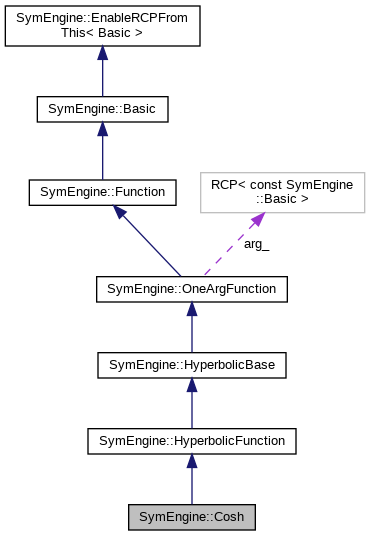 SymEngine::EnableRCPFrom
This< Basic >
SymEngine::Basic
SymEngine::Function
RCP< const SymEngine
::Basic >
arg_
SymEngine::OneArgFunction
SymEngine::HyperbolicBase
SymEngine::HyperbolicFunction
SymEngine::Cosh